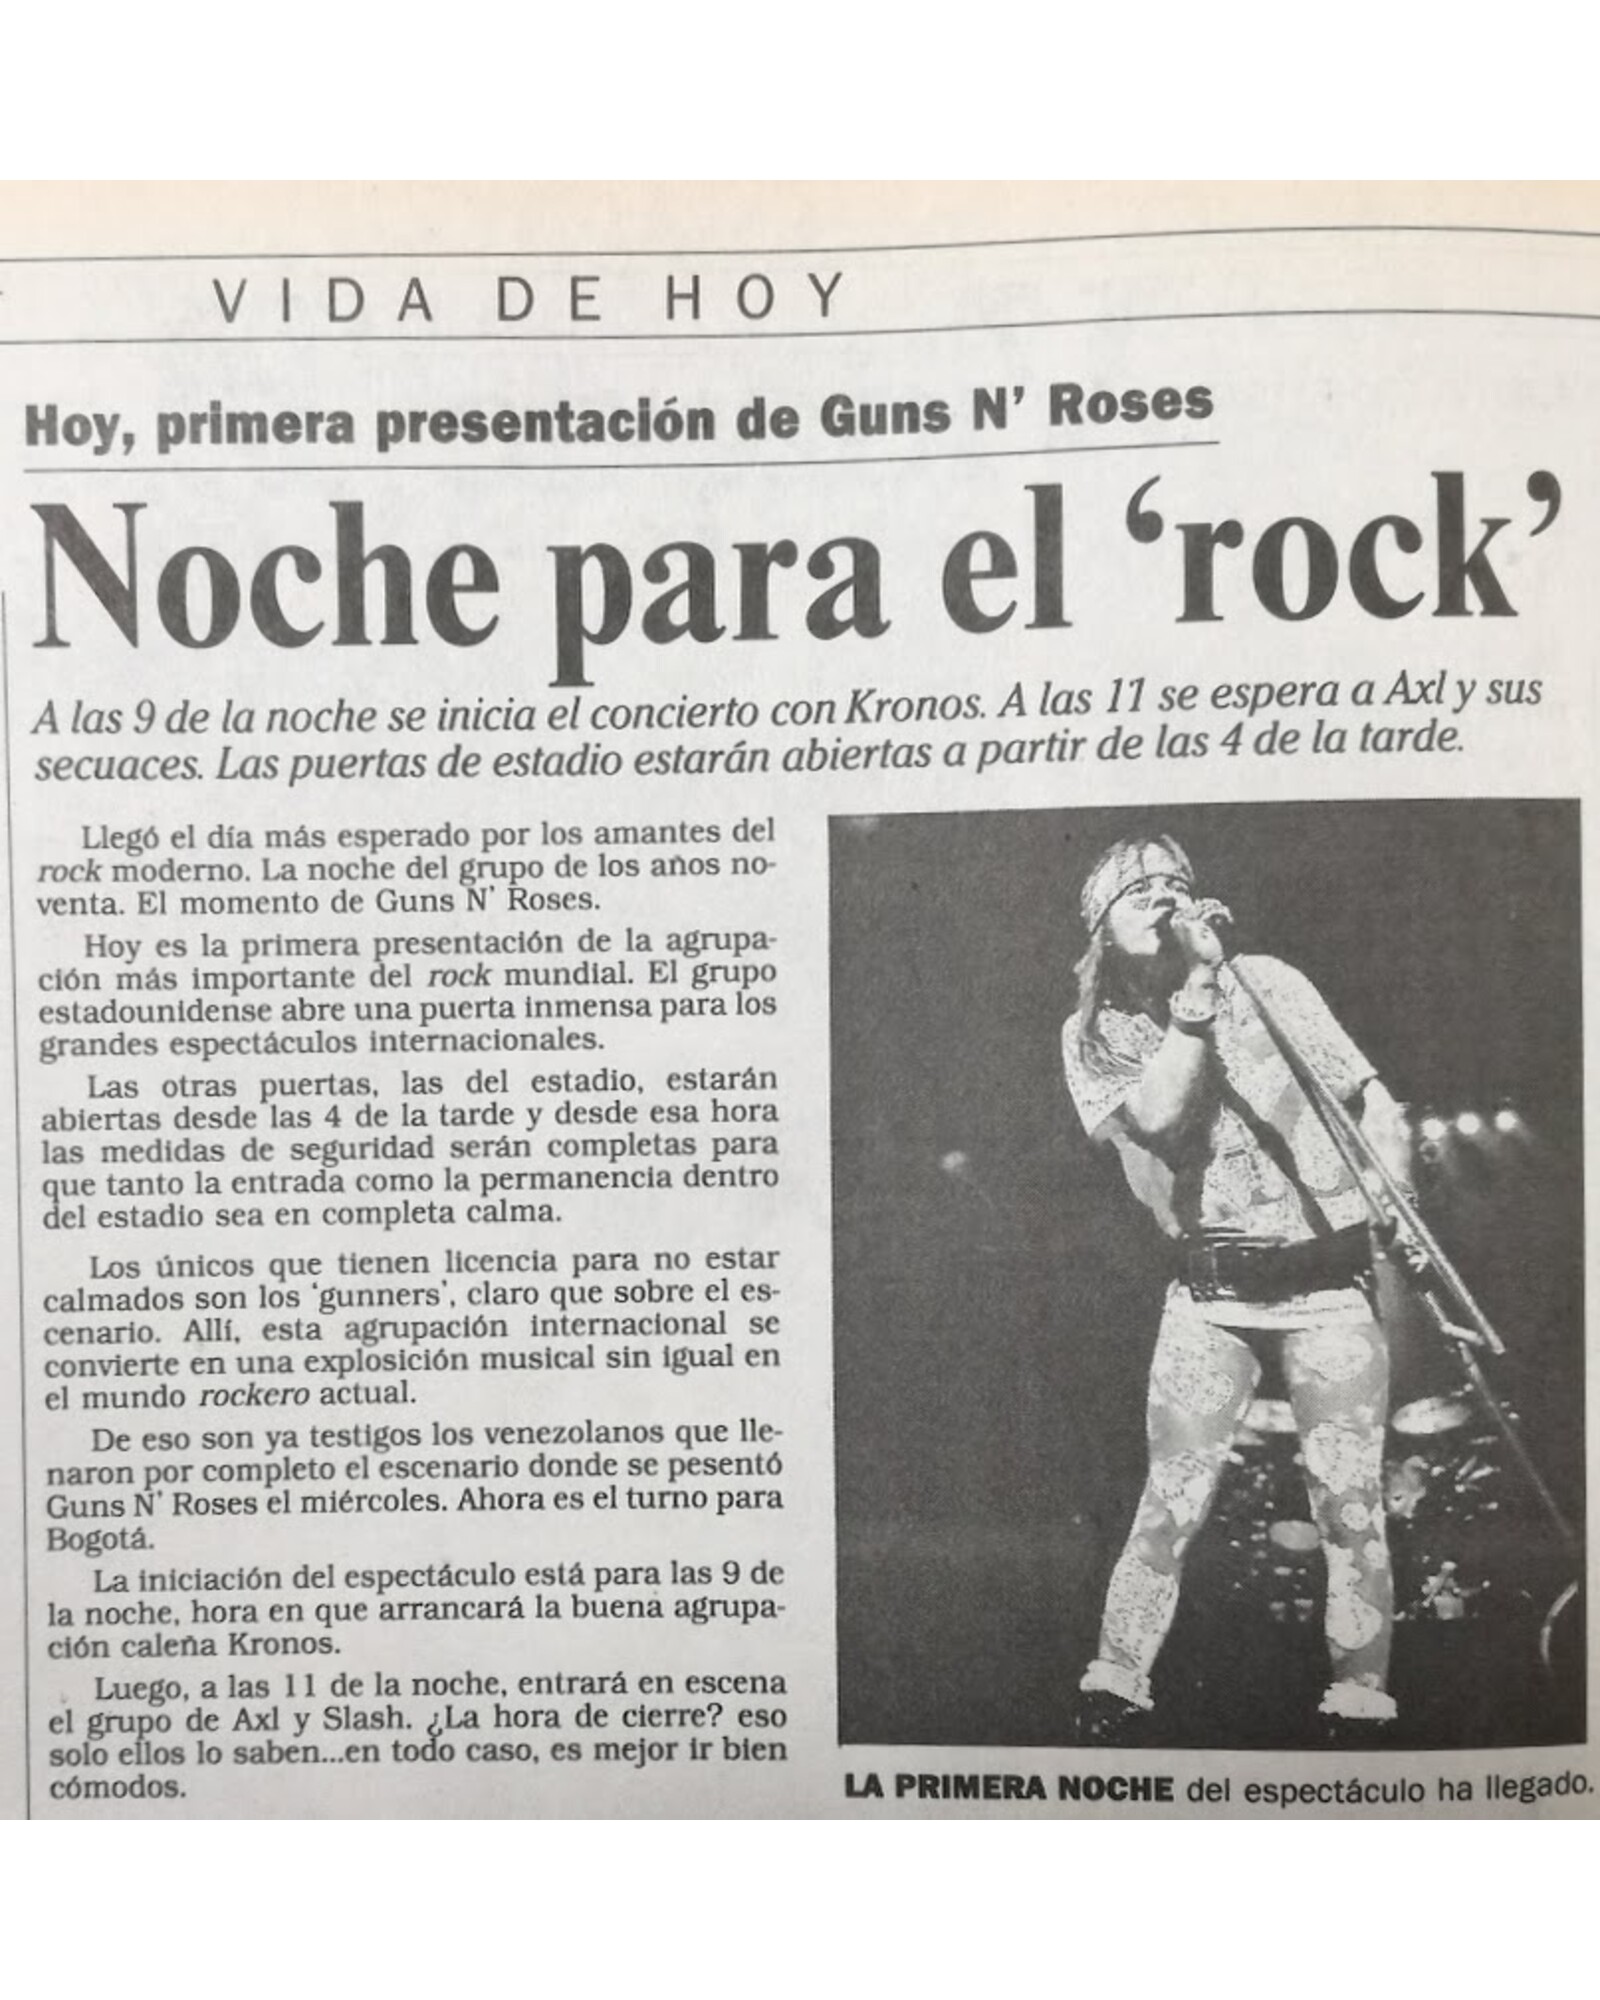 VIDA DE HOY
Hoy, primera presentación de Guns N' Roses
Noche para el ‘rock’
A las 9 de la noche se inicia el concierto con Kronos. A las 11 se espera a Axl y sus
secuaces. Las puertas de estadio estarán abiertas a partir de las 4 de la tarde.
Llegó el día más esperado por los amantes del
rock moderno. La noche del grupo de los años no-
venta. El momento de Guns N' Roses.
Hoy es la primera presentación de la agrupa-
ción más importante del rock mundial. El grupo
estadounidense abre una puerta inmensa para los
grandes espectáculos internacionales.
Las otras puertas, las del estadio, estarán
abiertas desde las 4 de la tarde y desde esa hora
las medidas de seguridad serán completas para
que tanto la entrada como la permanencia dentro
del estadio sea en completa calma.
Los únicos que tienen licencia para no estar
calmados son los ‘gunners’, claro que sobre el es-
cenario. Allí, esta agrupación internacional se
convierte en una explosición musical sin igual en
el mundo rockero actual.
De eso son ya testigos los venezolanos que lle-
naron por completo el escenario donde se pesentó
Guns N' Roses el miércoles. Ahora es el turno para
Bogotá.
La iniciación del espectáculo está para las 9 de
la noche, hora en que arrancará la buena agrupa-
ción caleña Kronos.
Luego, a las 11 de la noche, entrará en escena
el grupo de Axl y Slash. ¿La hora de cierre? eso
solo ellos lo saben...en todo caso, es mejor ir bien
cómodos.
LA PRIMERA NOCHE del espectáculo ha llegado.